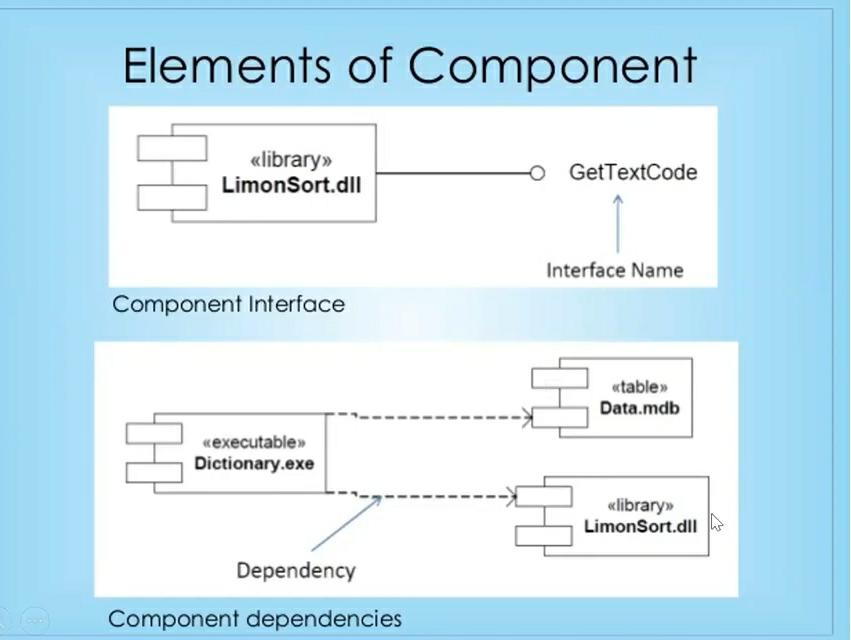 Elements of Component
«library»
LimonSort.dll
GetTextCode
Interface Name
Component Interface
«table»
Data.mdb
«executable»
Dictionary.exe
«library»
LimonSort.dll
Dependency
Component dependencies